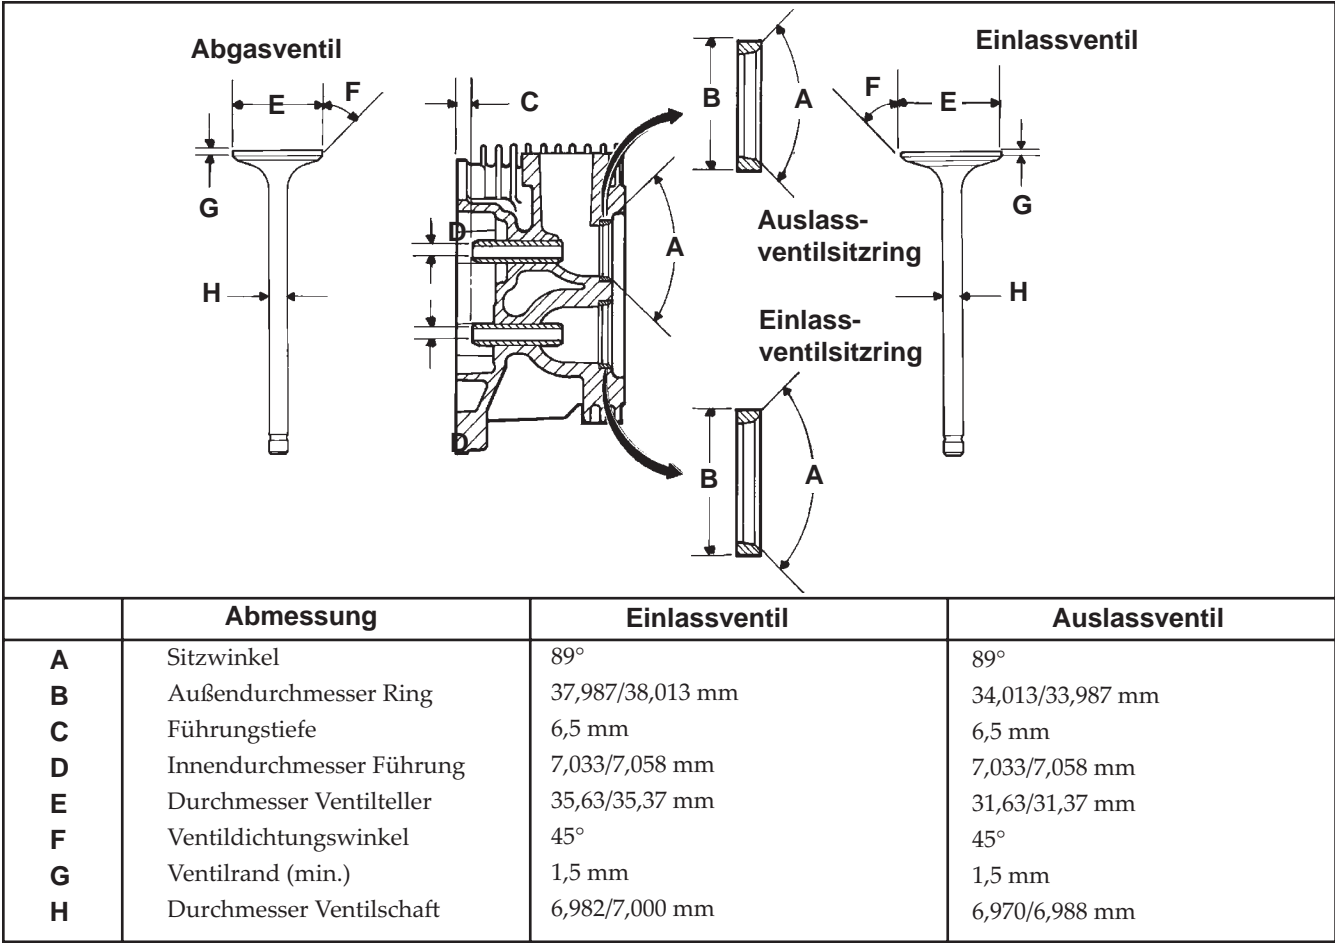 Abgasventil
Einlassventil
F
E
C
B
A
F
E
G
G
D
A
Auslass-
ventilsitzring
H
H
Einlass-
ventilsitzring
D
B
A
Abmessung Einlassventil Auslassventil
A Sitzwinkel 89° 89°
B Außendurchmesser Ring 37,987/38,013 mm 34,013/33,987 mm
C Führungstiefe 6,5 mm 6,5 mm
D Innendurchmesser Führung 7,033/7,058 mm 7,033/7,058 mm
E Durchmesser Ventilteller 35,63/35,37 mm 31,63/31,37 mm
F Ventildichtungswinkel 45° 45°
G Ventilrand (min.) 1,5 mm 1,5 mm
H Durchmesser Ventilschaft 6,982/7,000 mm 6,970/6,988 mm